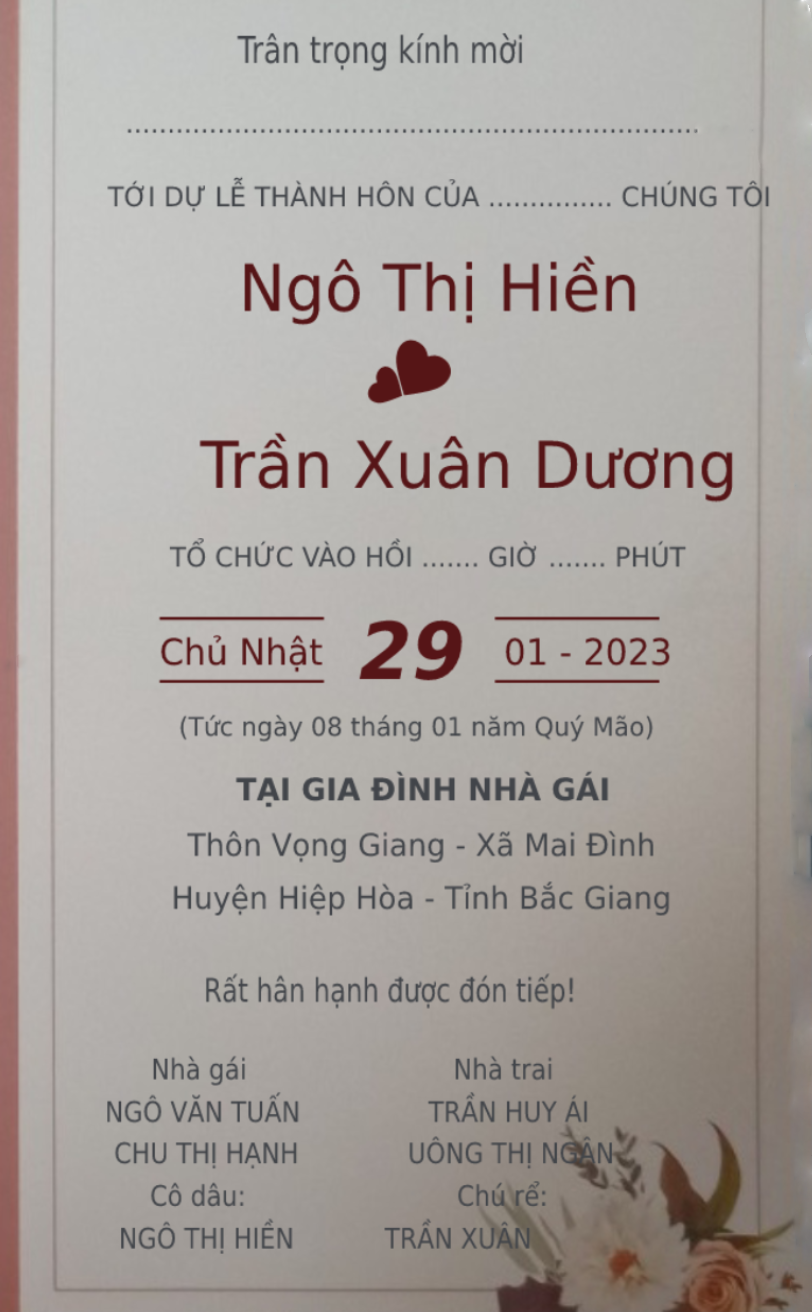 Trân trọng kính mời
.....................................................................
TỚI DỰ LỄ THÀNH HÔN CỦA ............... CHÚNG TÔI
Ngô Thị Hiền
Trần Xuân Dương
TỔ CHỨC VÀO HỒI ....... GIỜ ....... PHÚT
Chủ Nhật 29 01 - 2023
(Tức ngày 08 tháng 01 năm Quý Mão)
TẠI GIA ĐÌNH NHÀ GÁI
Thôn Vọng Giang - Xã Mai Đình
Huyện Hiệp Hòa - Tỉnh Bắc Giang
Rất hân hạnh được đón tiếp!
Nhà gái Nhà trai
NGÔ VĂN TUẤN TRẦN HUY ÁI
CHU THỊ HẠNH UÔNG THỊ NGÂN
Cô dâu: Chú rể:
NGÔ THỊ HIỀN TRẦN XUÂN